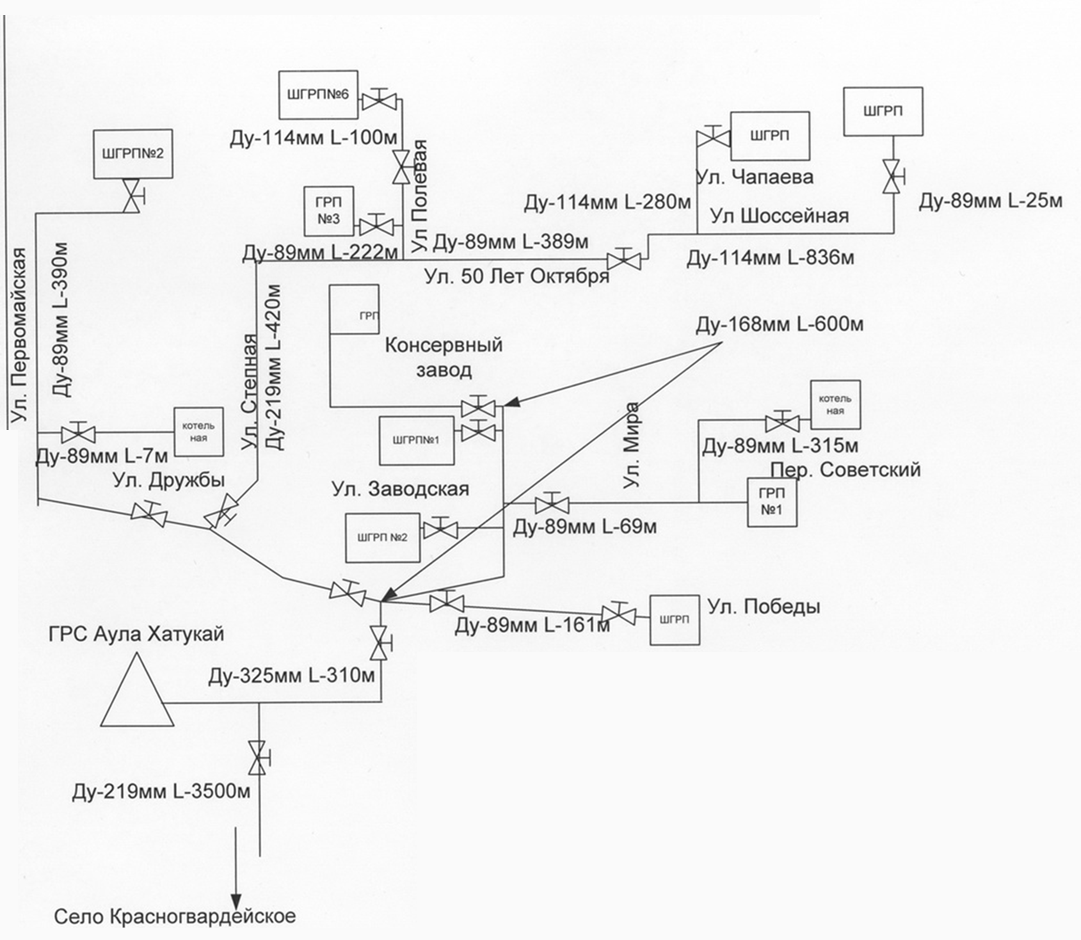 ШГРП№6
Ду-114мм L-100м
ШГРП
ШГРП
ШГРП№2
Ул Полевая
Ул. Чапаева
ГРП
№3
Ду-114мм L-280м
Ду-89мм L-25м
Ул Шоссейная
Ду-89мм L-222м
Ду-89мм L-389м
Ду-114мм L-836м
Ул. 50 Лет Октября
Ул. Первомайская
Ду-89мм L-390м
Ул. Степная
Ду-219мм L-420м
ГРП
Консервный
завод
Ду-168мм L-600м
котель
ная
Ду-89мм L-7м
Ул. Дружбы
ШГРП№1
Ул. Мира
котель
ная
Ду-89мм L-315м
Пер. Советский
Ул. Заводская
ГРП
№1
ШГРП №2
Ду-89мм L-69м
Ул. Победы
ШГРП
Ду-89мм L-161м
ГРС Аула Хатукай
Ду-325мм L-310м
Ду-219мм L-3500м
Село Красногвардейское